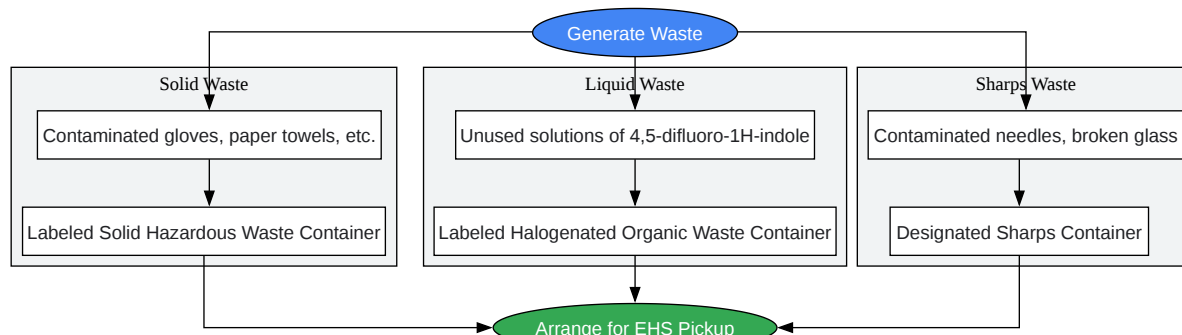 Generate Waste
Solid Waste
Liquid Waste
Sharps Waste
Contaminated gloves, paper towels, etc.
Unused solutions of 4,5-difluoro-1H-indole
Contaminated needles, broken glass
Labeled Solid Hazardous Waste Container
Labeled Halogenated Organic Waste Container
Designated Sharps Container
Arrange for EHS Pickup